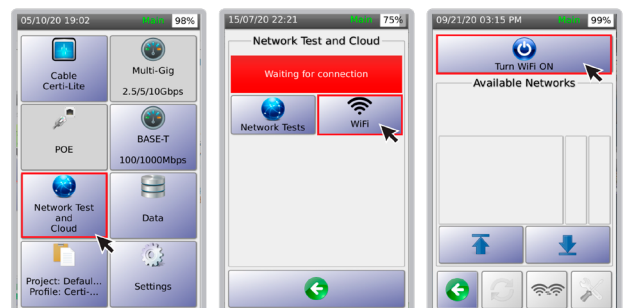 05/10/20 19:02 Main 98%
Cable
Certi-Lite
Multi-Gig
2.5/5/10Gbps
POE
BASE-T
100/1000Mbps
Network Test
and
Cloud
Data
Project: Defaul...
Profile: Certi-...
Settings
15/07/20 22:21 Main 75%
Network Test and Cloud
Waiting for connection
Network Tests
WiFi
09/21/20 03:15 PM Main 99%
Turn WiFi ON
Available Networks